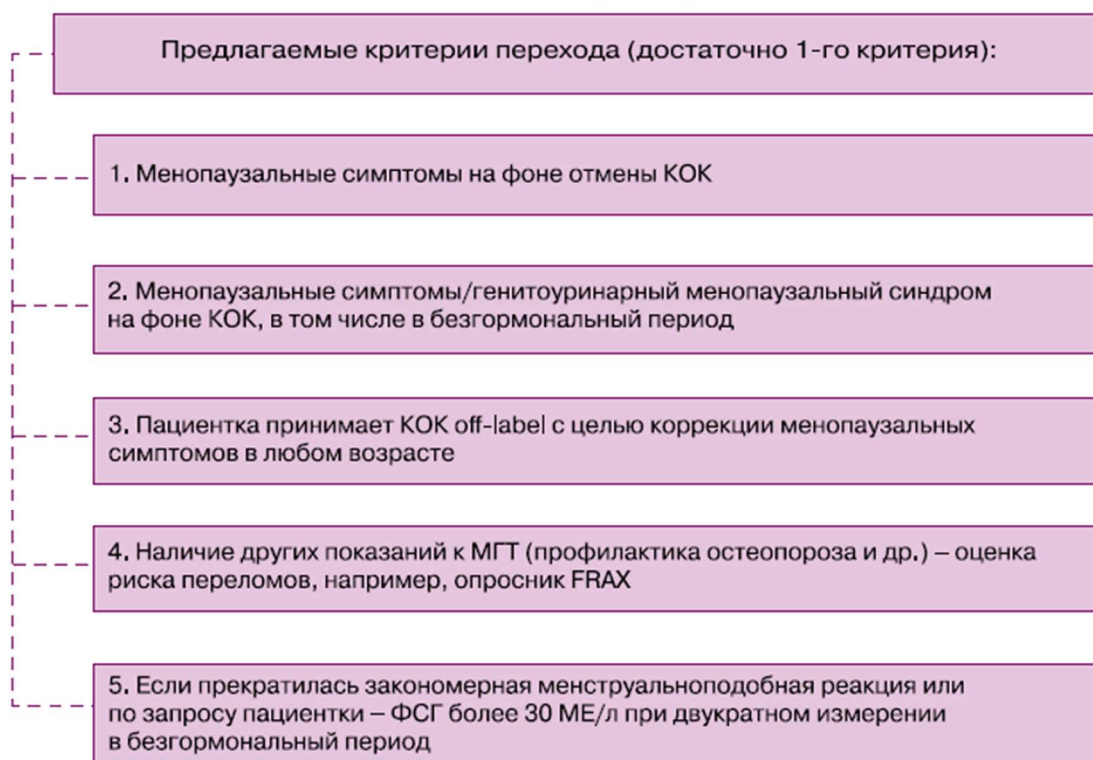 Предлагаемые критерии перехода (достаточно 1-го критерия):
1. Менопаузальные симптомы на фоне отмены КОК
2. Менопаузальные симптомы/генитоуринарный менопаузальный синдром
на фоне КОК, в том числе в безгормональный период
3. Пациентка принимает КОК off-label с целью коррекции менопаузальных
симптомов в любом возрасте
4. Наличие других показаний к МГТ (профилактика остеопороза и др.) – оценка
риска переломов, например, опросник FRAX
5. Если прекратилась закономерная менструальноподобная реакция или
по запросу пациентки – ФСГ более 30 МЕ/л при двукратном измерении
в безгормональный период